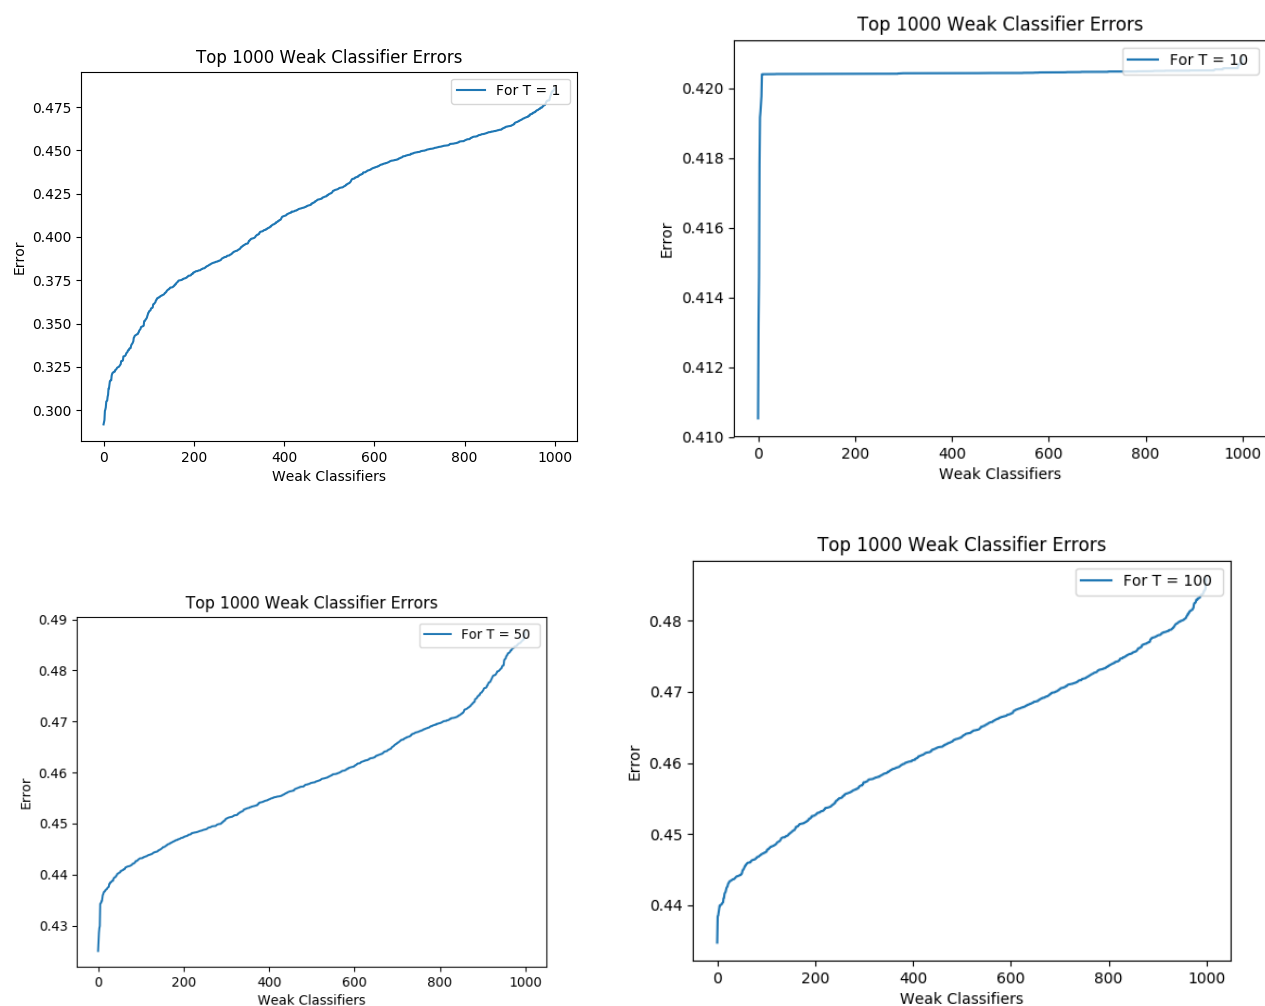 Top 1000 Weak Classifier Errors
For T = 1
0.475
0.450
0.425
0.400
0.375
0.350
0.325
0.300
Error
0 200 400 600 800 1000
Weak Classifiers
Top 1000 Weak Classifier Errors
For T = 10
0.420
0.418
0.416
0.414
0.412
0.410
Error
0 200 400 600 800 1000
Weak Classifiers
Top 1000 Weak Classifier Errors
For T = 50
0.49
0.48
0.47
0.46
0.45
0.44
0.43
Error
0 200 400 600 800 1000
Weak Classifiers
Top 1000 Weak Classifier Errors
For T = 100
0.48
0.47
0.46
0.45
0.44
Error
0 200 400 600 800 1000
Weak Classifiers